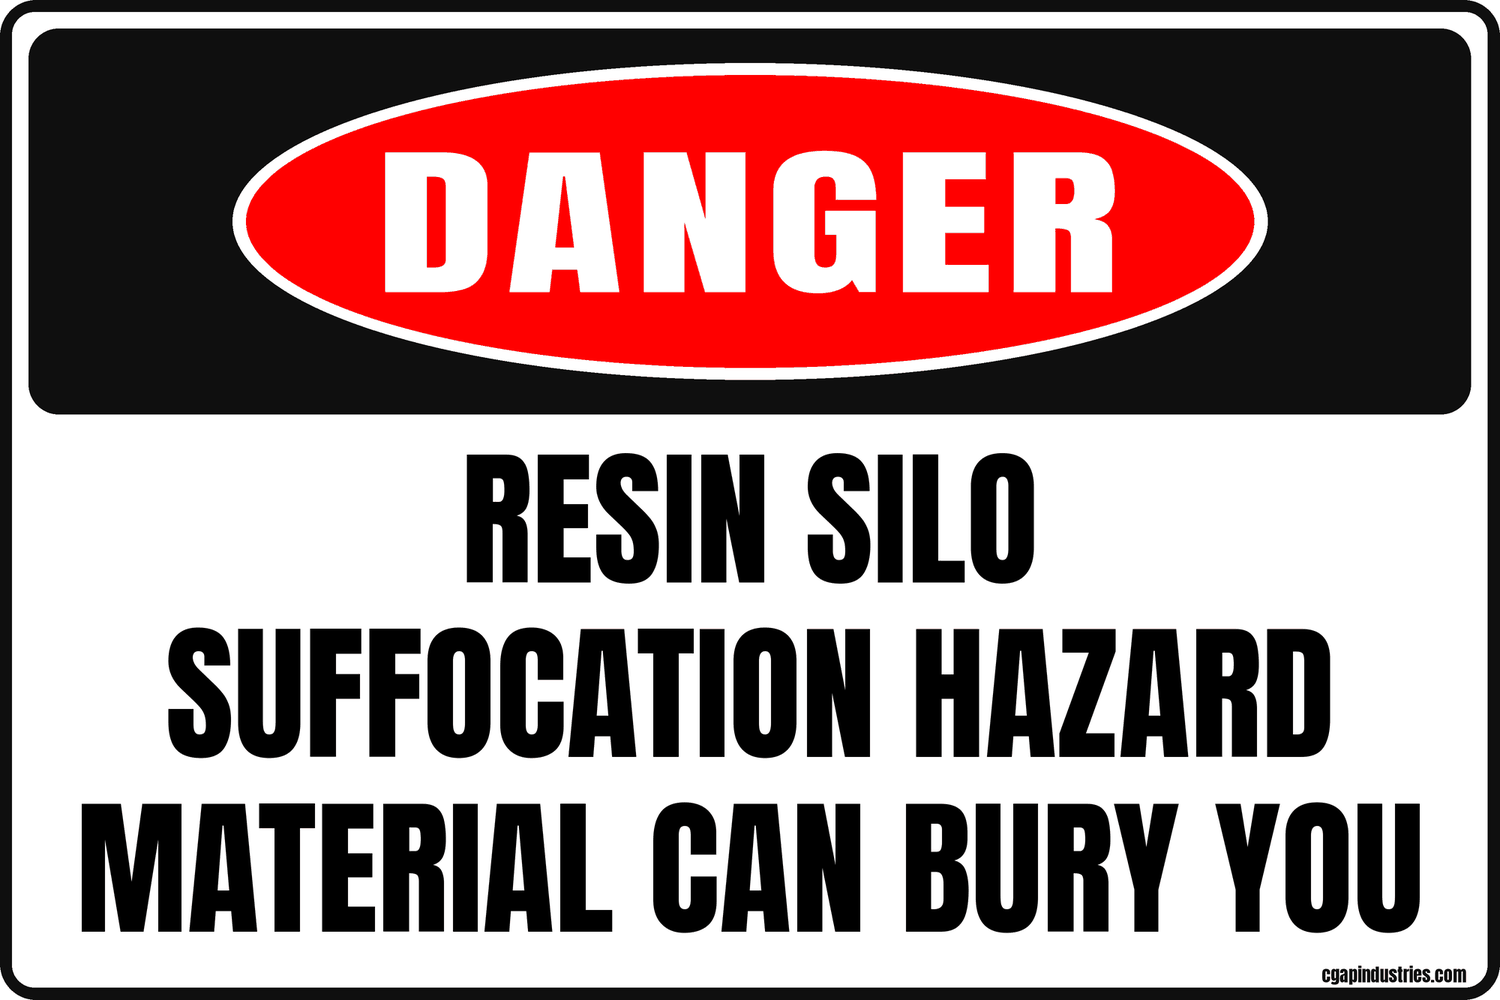 DANGER
RESIN SILO
SUFFOCATION HAZARD
MATERIAL CAN BURY YOU
cgapindustries.com